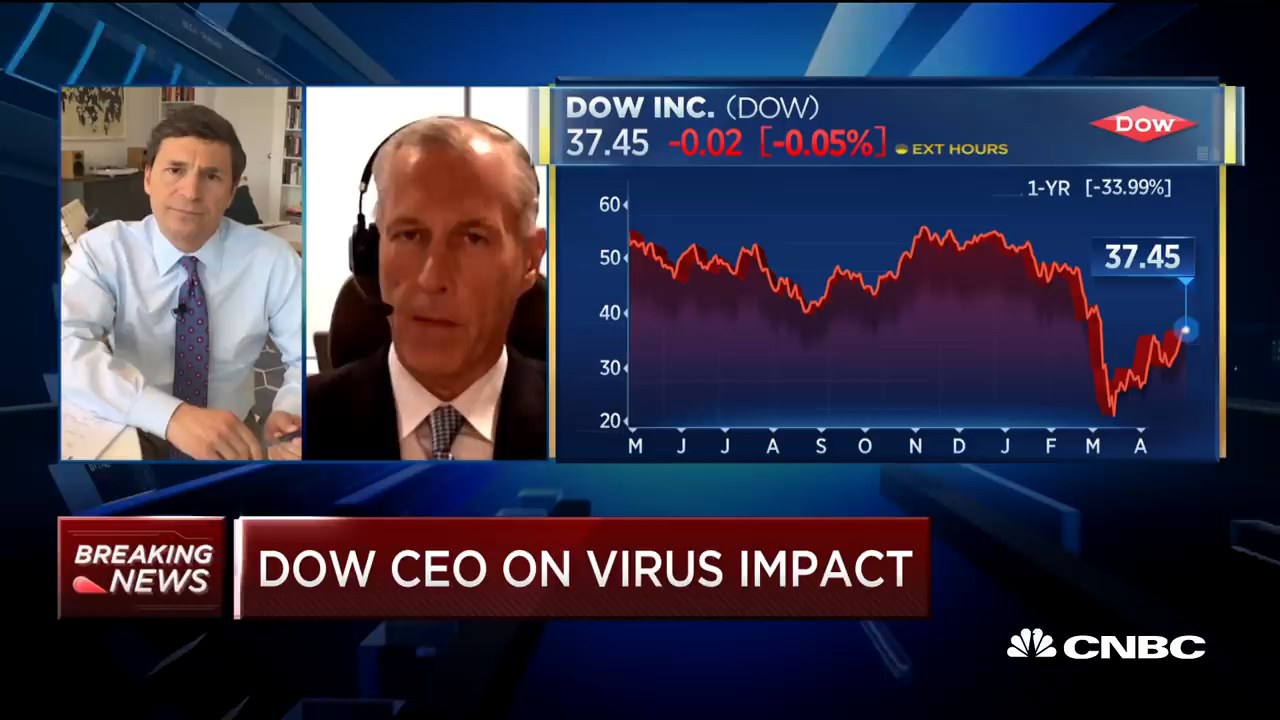 DOW INC. (DOW)
37.45 -0.02 [-0.05%] EXT HOURS
DOW
1-YR [-33.99%]
60
50
40
30
20
37.45
M J J A S O N D J F M A
BREAKING
NEWS
DOW CEO ON VIRUS IMPACT
CNBC